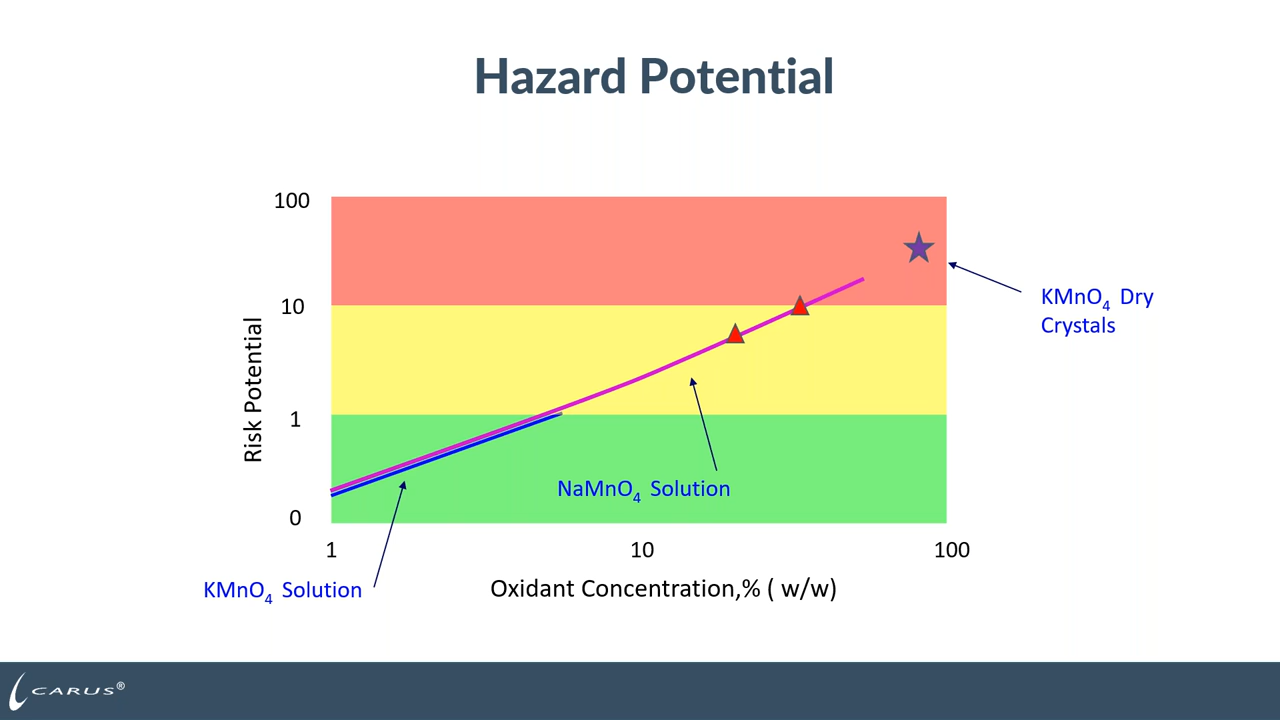 Hazard Potential
100
10
1
0
Risk Potential
1
10
100
Oxidant Concentration,% ( w/w)
KMnO4 Dry
Crystals
NaMnO4 Solution
KMnO4 Solution
CARUS®